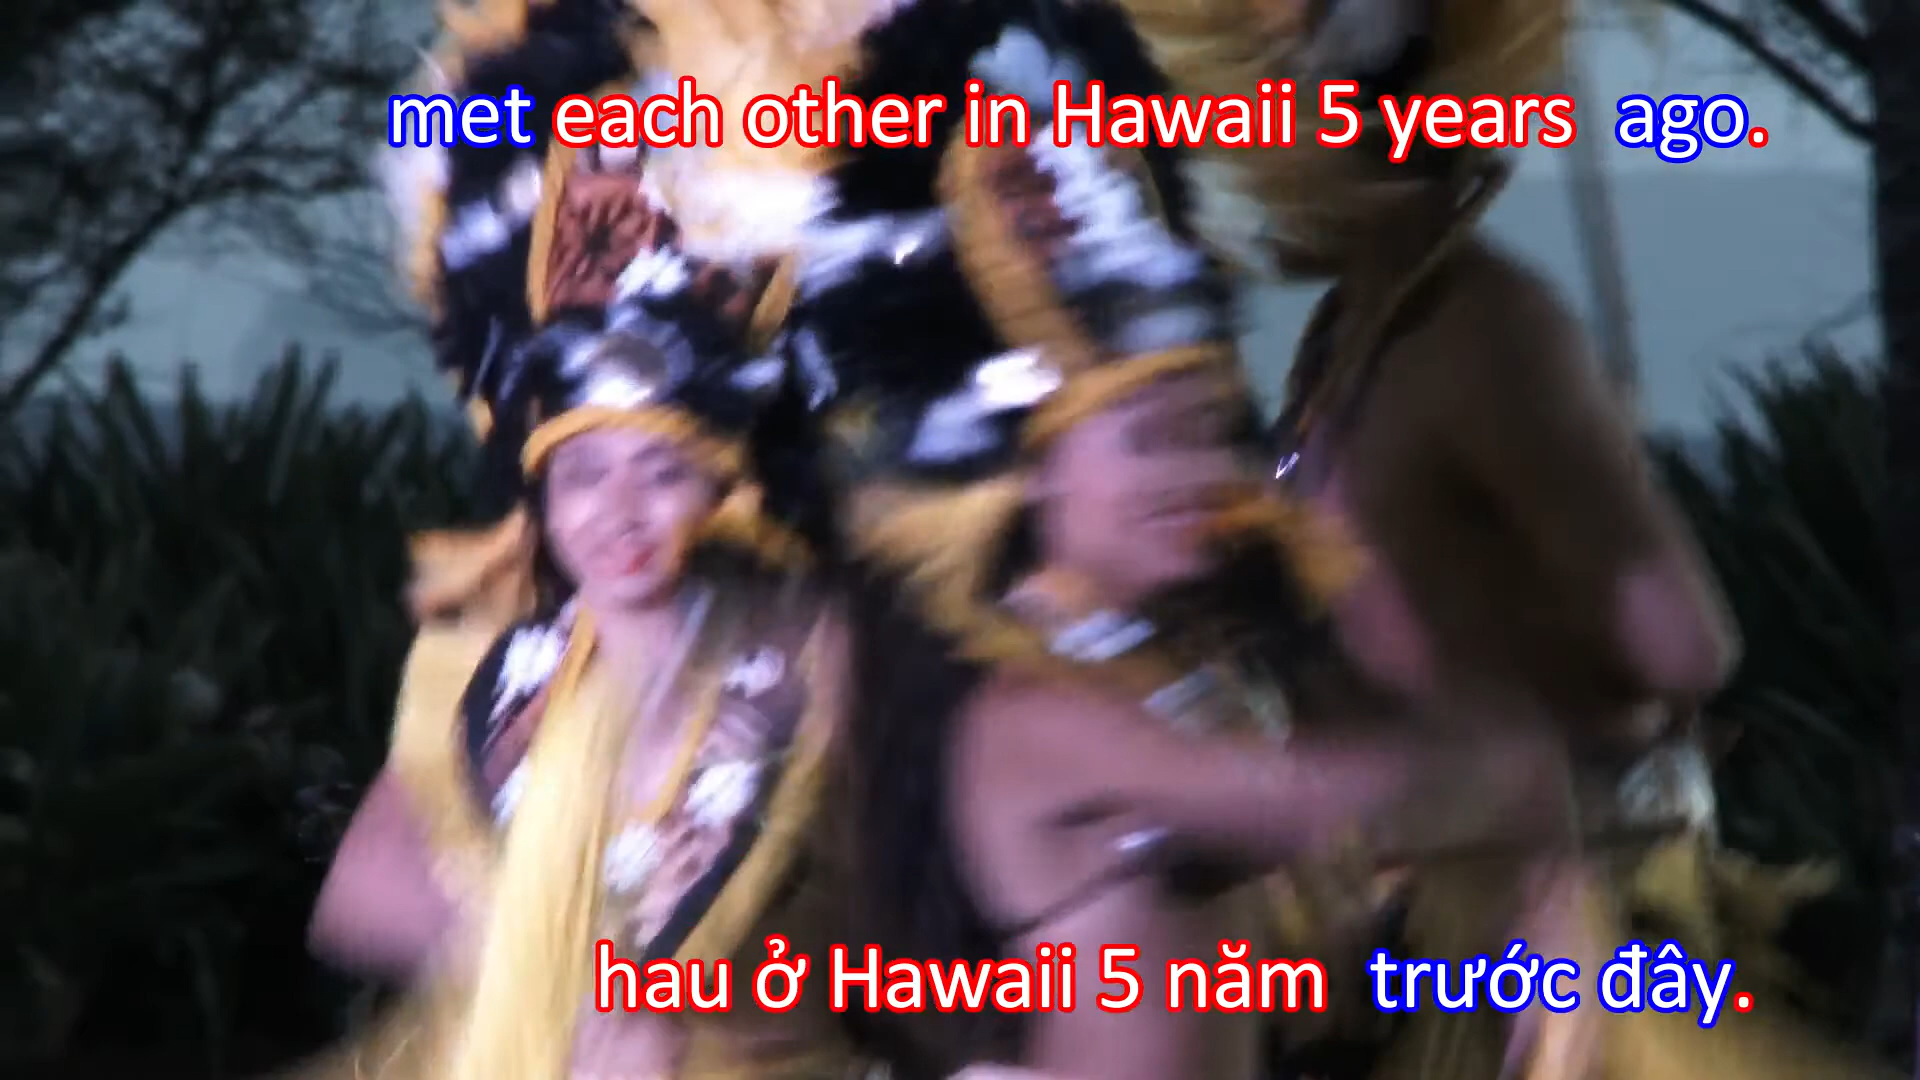 met each other in Hawaii 5 years ago.
hau ở Hawaii 5 năm trước đây.